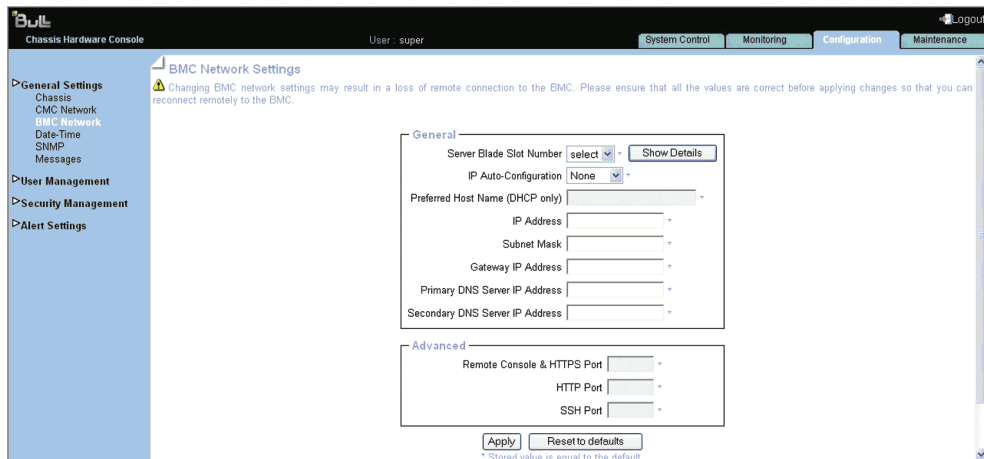 Bull
Logout
Chassis Hardware Console
User : super
System Control
Monitoring
Configuration
Maintenance
General Settings
Chassis
CMC Network
BMC Network
Date-Time
SNMP
Messages
User Management
Security Management
Alert Settings
BMC Network Settings
Changing BMC network settings may result in a loss of remote connection to the BMC. Please ensure that all the values are correct before applying changes so that you can
reconnect remotely to the BMC.
General
Server Blade Slot Number select * Show Details
IP Auto-Configuration None *
Preferred Host Name (DHCP only) *
IP Address *
Subnet Mask *
Gateway IP Address *
Primary DNS Server IP Address *
Secondary DNS Server IP Address *
Advanced
Remote Console & HTTPS Port *
HTTP Port *
SSH Port *
Apply Reset to defaults
* Stored value is equal to the default